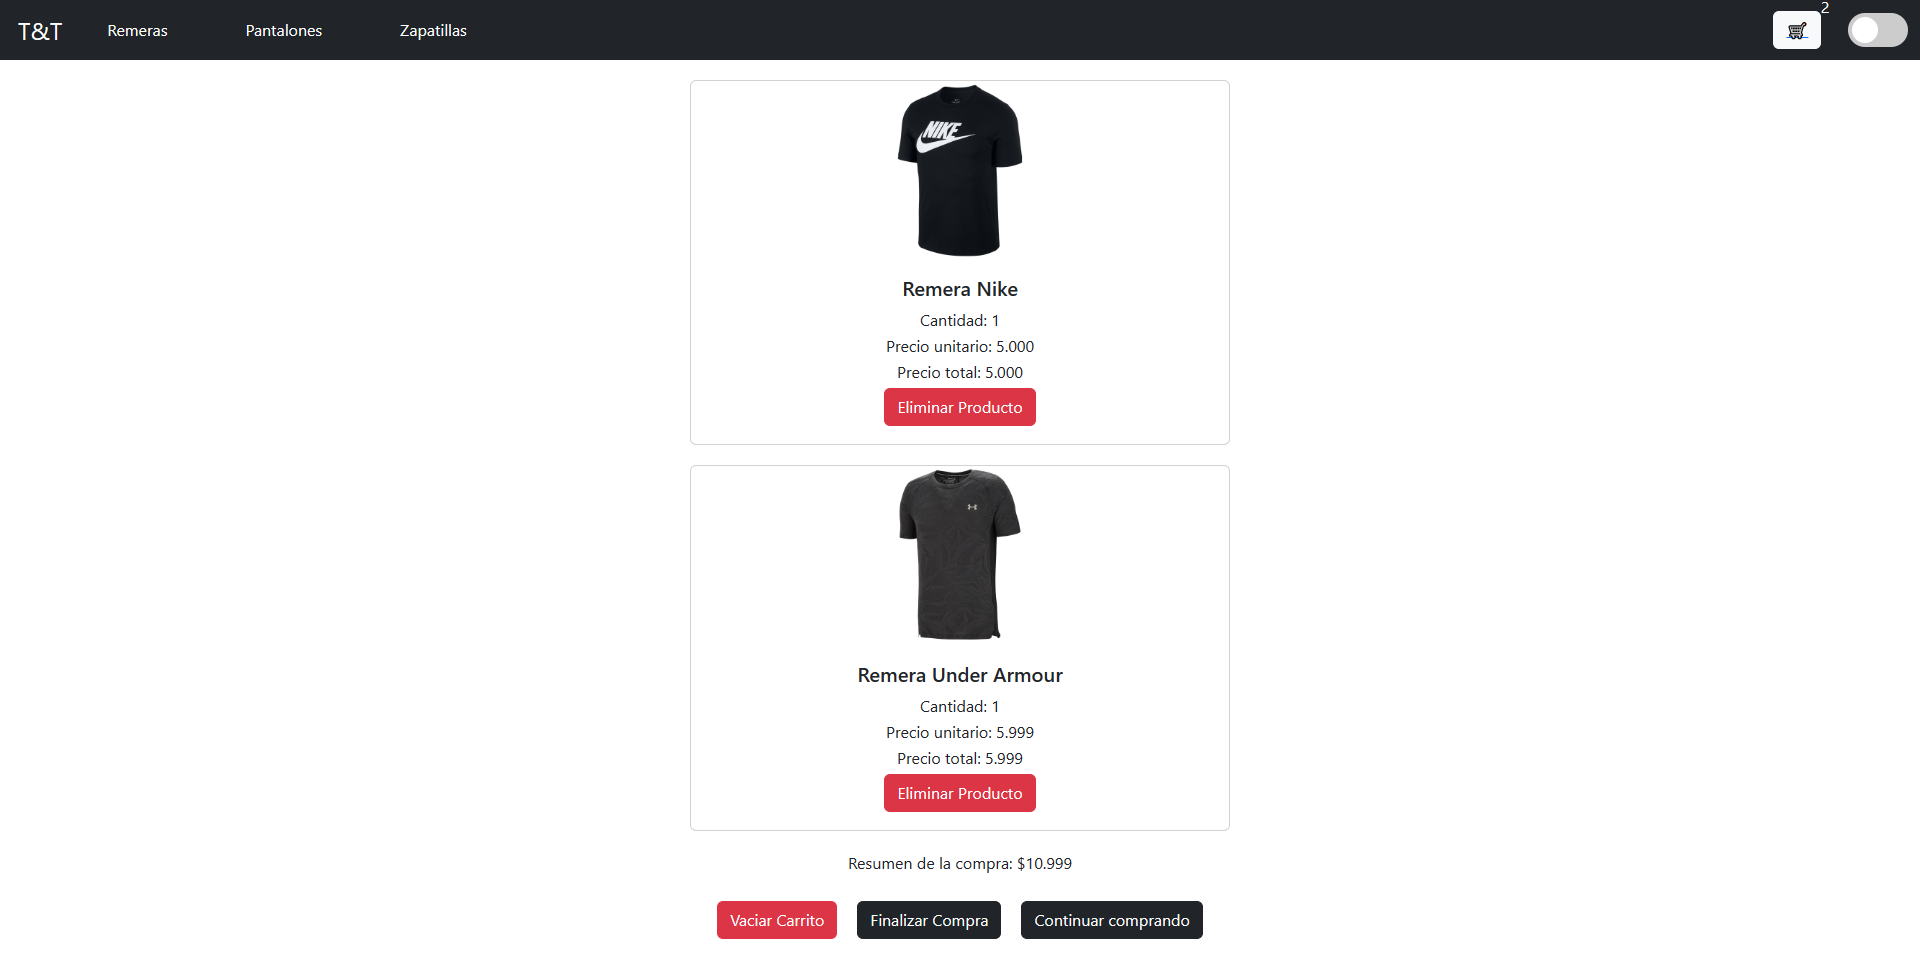 T&T Remeras Pantalones Zapatillas 2
NIKE
Remera Nike
Cantidad: 1
Precio unitario: 5.000
Precio total: 5.000
Eliminar Producto
Remera Under Armour
Cantidad: 1
Precio unitario: 5.999
Precio total: 5.999
Eliminar Producto
Resumen de la compra: $10.999
Vaciar Carrito Finalizar Compra Continuar comprando